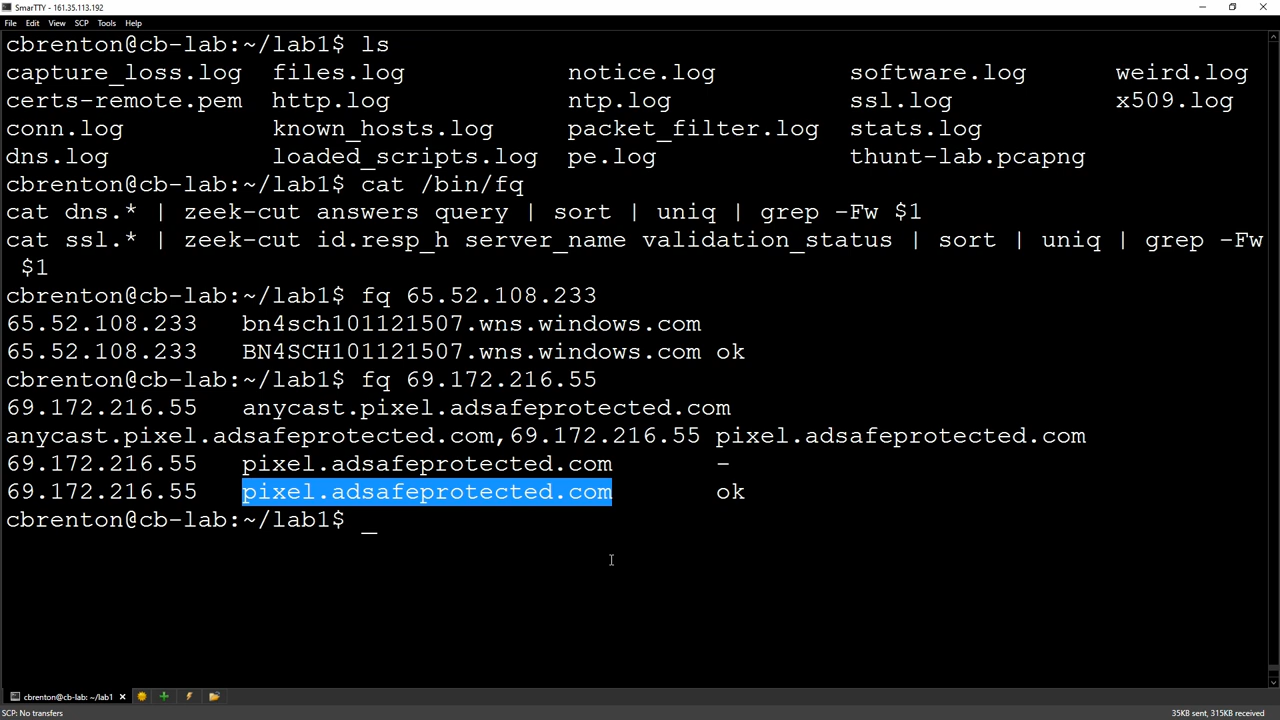 SmarTTY - 161.35.113.192
File Edit View SCP Tools Help
cbrenton@cb-lab:~/lab1$ ls
capture_loss.log files.log notice.log software.log weird.log
certs-remote.pem http.log ntp.log ssl.log x509.log
conn.log known_hosts.log packet_filter.log stats.log
dns.log loaded_scripts.log pe.log thunt-lab.pcapng
cbrenton@cb-lab:~/lab1$ cat /bin/fq
cat dns.* | zeek-cut answers query | sort | uniq | grep -Fw $1
cat ssl.* | zeek-cut id.resp_h server_name validation_status | sort | uniq | grep -Fw
$1
cbrenton@cb-lab:~/lab1$ fq 65.52.108.233
65.52.108.233 bn4sch101121507.wns.windows.com
65.52.108.233 BN4SCH101121507.wns.windows.com ok
cbrenton@cb-lab:~/lab1$ fq 69.172.216.55
69.172.216.55 anycast.pixel.adsafeprotected.com
anycast.pixel.adsafeprotected.com,69.172.216.55 pixel.adsafeprotected.com
69.172.216.55 pixel.adsafeprotected.com -
69.172.216.55 pixel.adsafeprotected.com ok
cbrenton@cb-lab:~/lab1$ _
cbrenton@cb-lab: ~/lab1
SCP: No transfers 35KB sent, 315KB received